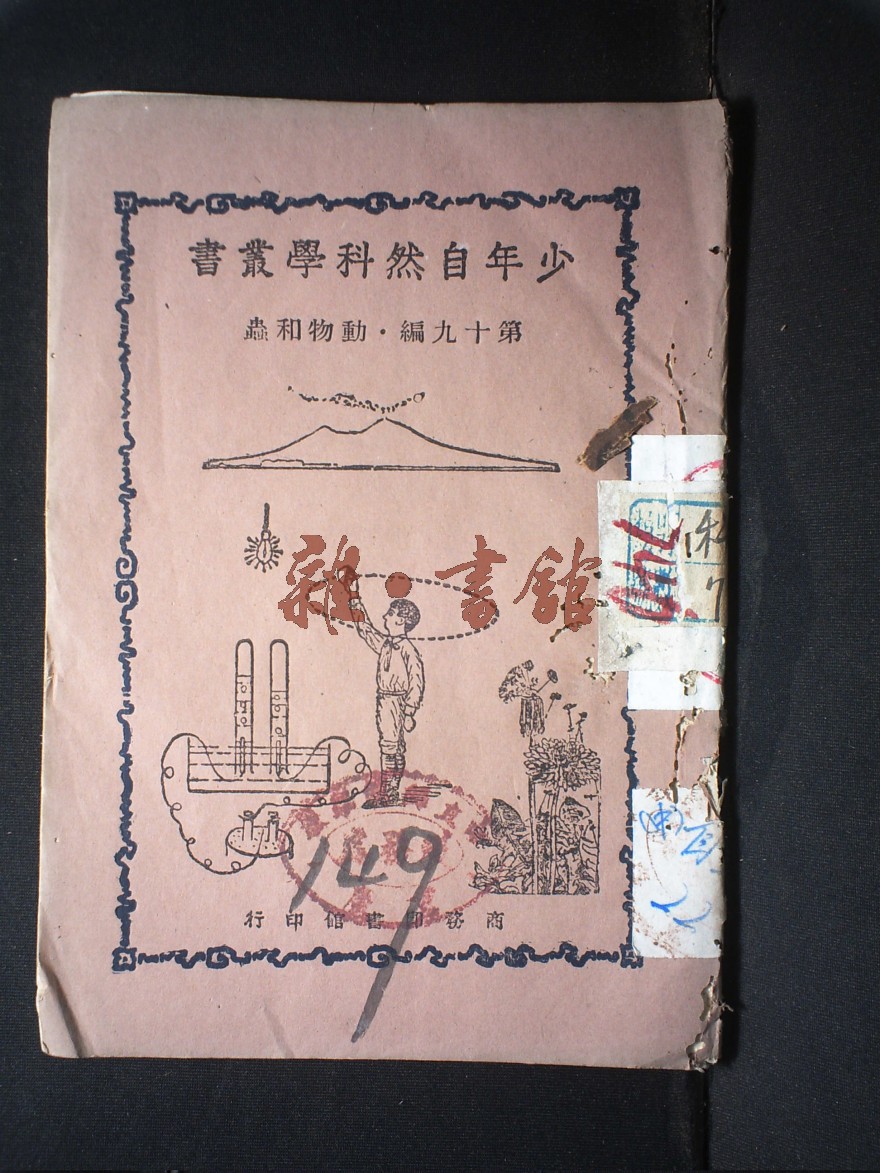 少年自然科學叢書
第十九編・動物和蟲
雜・書館
149
商務印書館印行